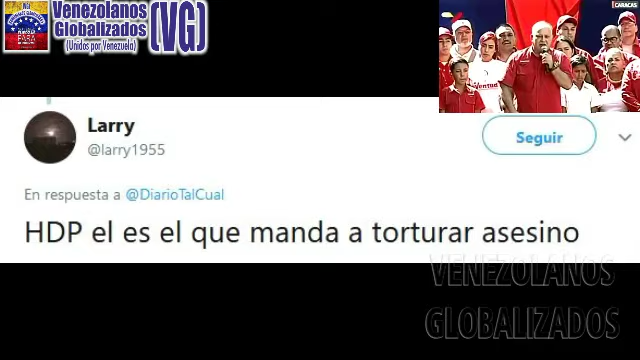 Venezolanos
Globalizados
(Unidos por Venezuela)
(VG)
CARACAS
Larry
@larry1955
Seguir
En respuesta a @DiarioTalCual
HDP el es el que manda a torturar asesino
VENEZOLANOS
GLOBALIZADOS